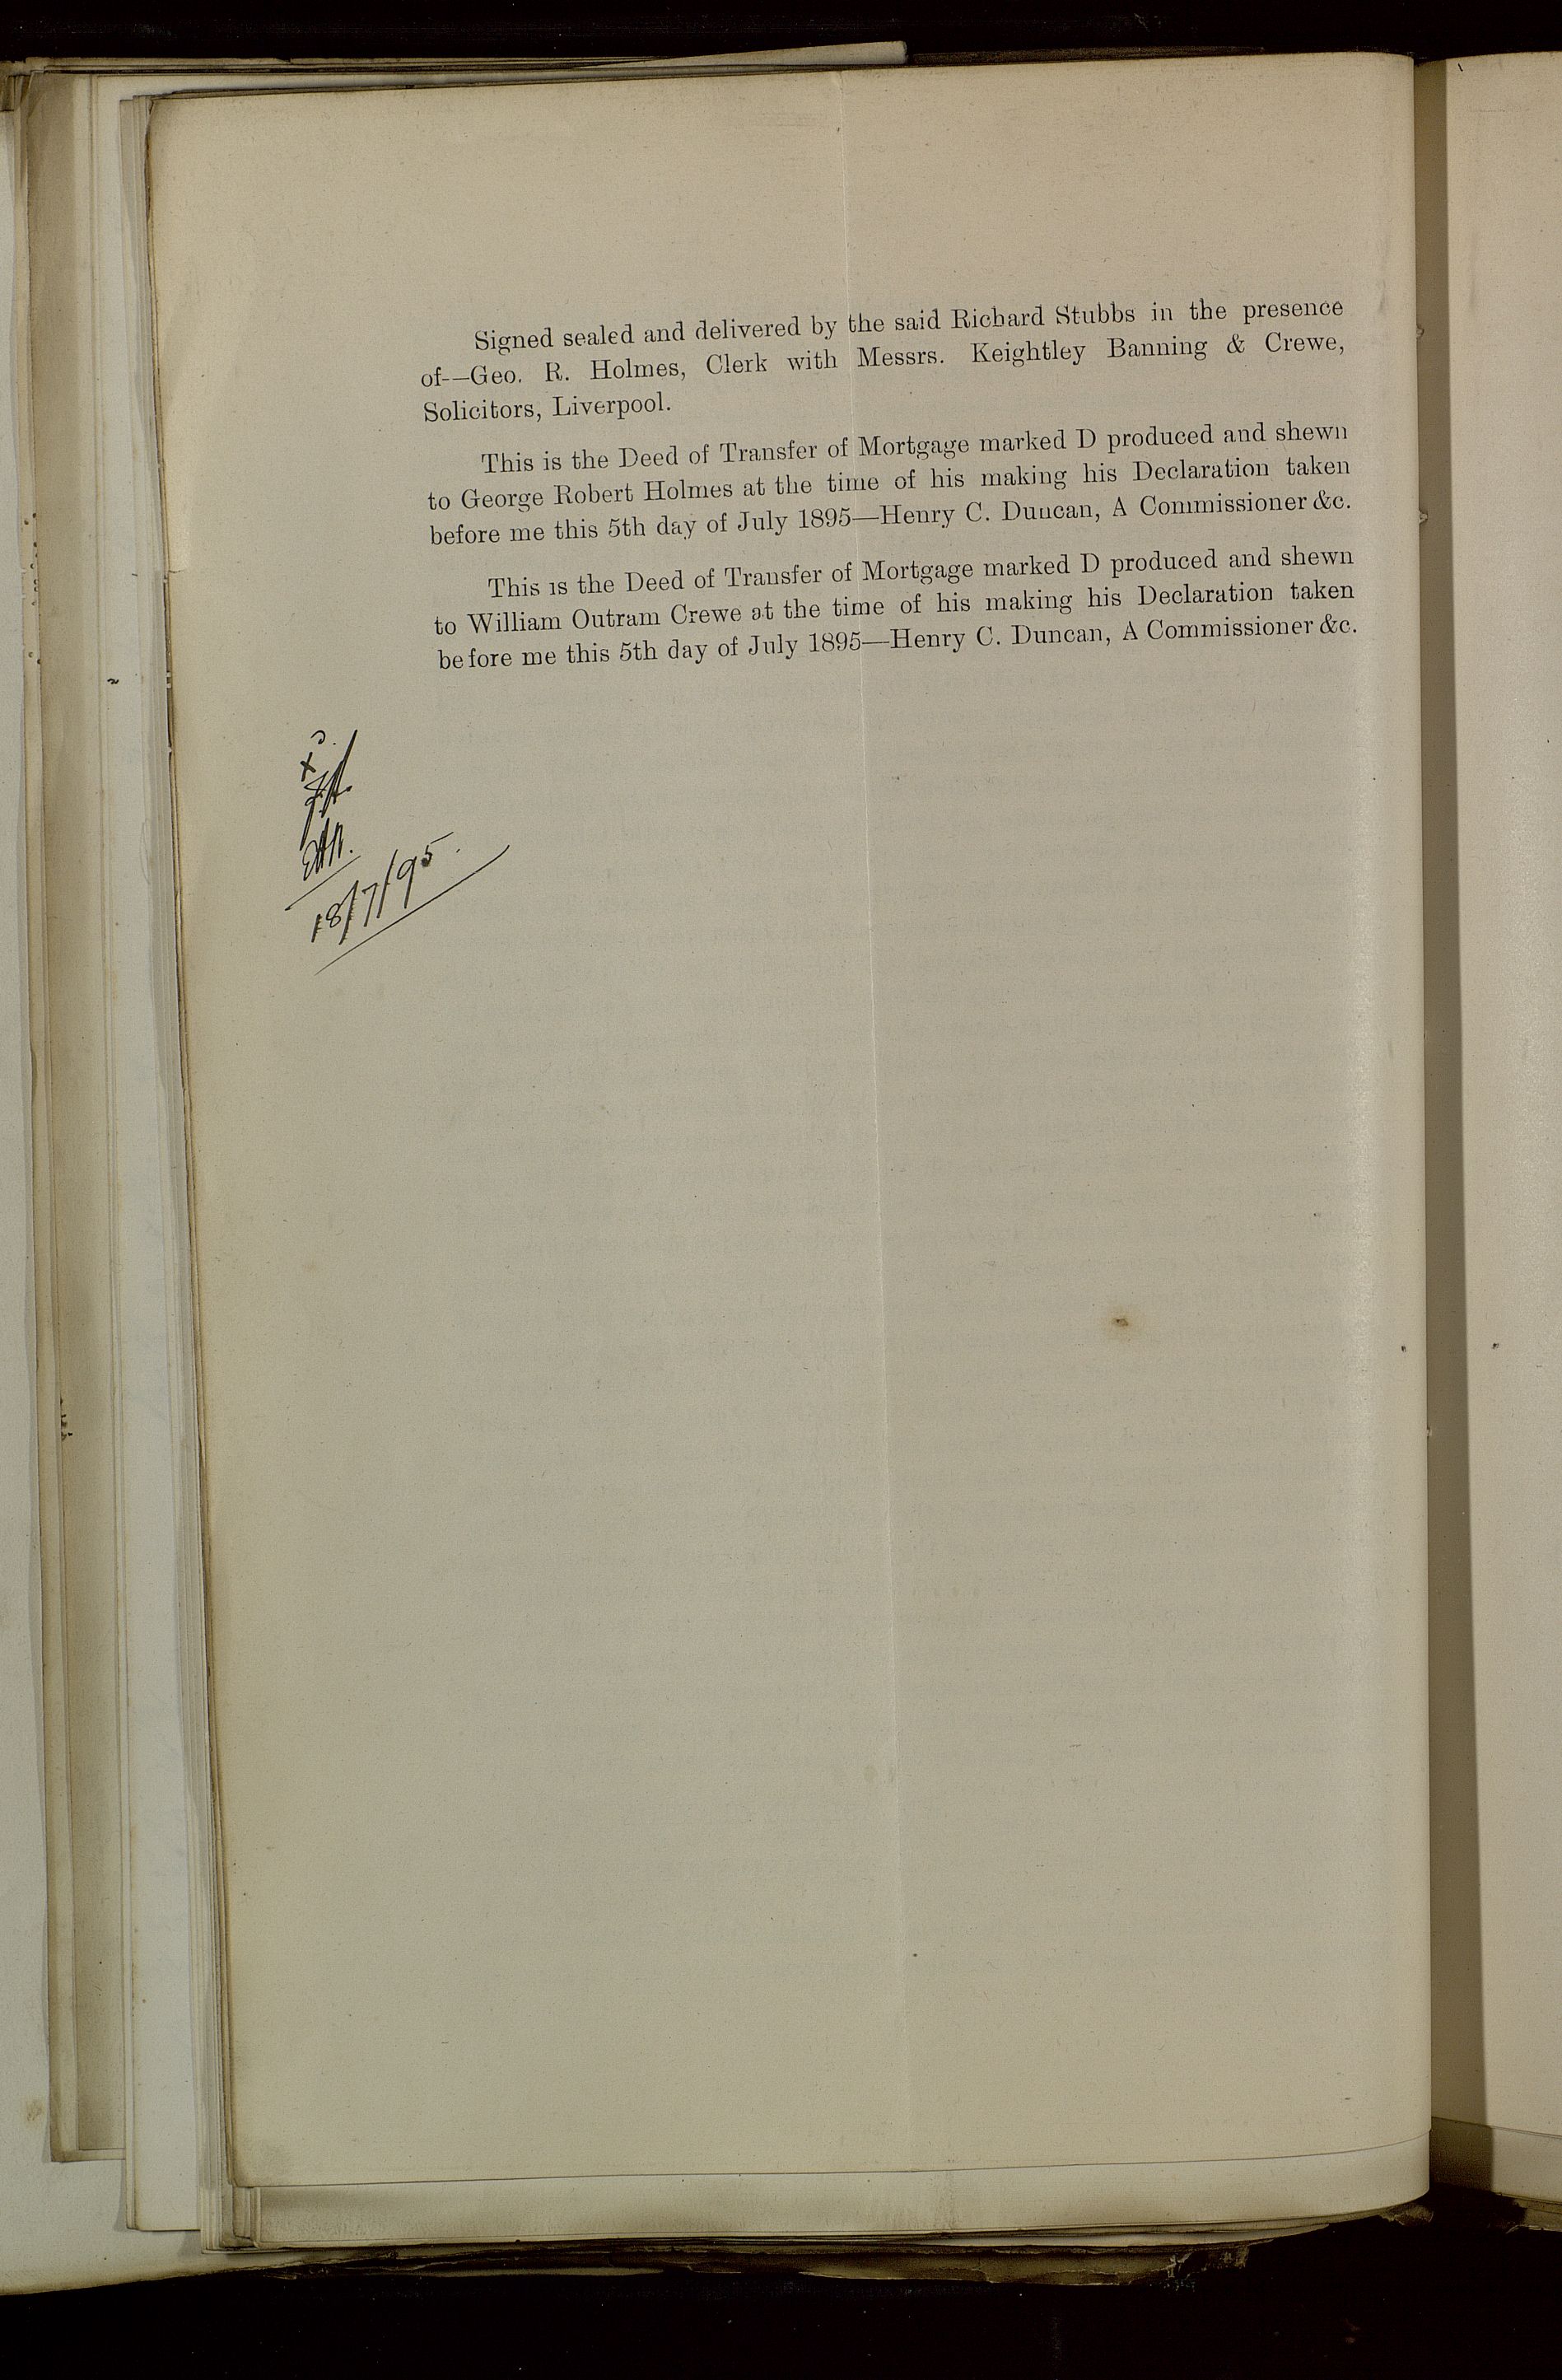 Signed sealed and delivered by the said Richard Stubbs in the presence
of--—Geo. R. Holmes, Clerk with Messrs. Keightley Banning & Crewe,
Solicitors, Liverpool.
This is the Deed of Transfer of Mortgage marked D produced and shewn
to George Robert Holmes at the time of his making his Declaration taken
before me this 5th day of July 1895—Henry C. Duncan, A Commissioner &c.
This is the Deed of Transfer of Mortgage marked D produced and shewn
to William Outram Crewe at the time of his making his Declaration taken
before me this 5th day of July 1895—Henry C. Duncan, A Commissioner &c.
18/7/95.